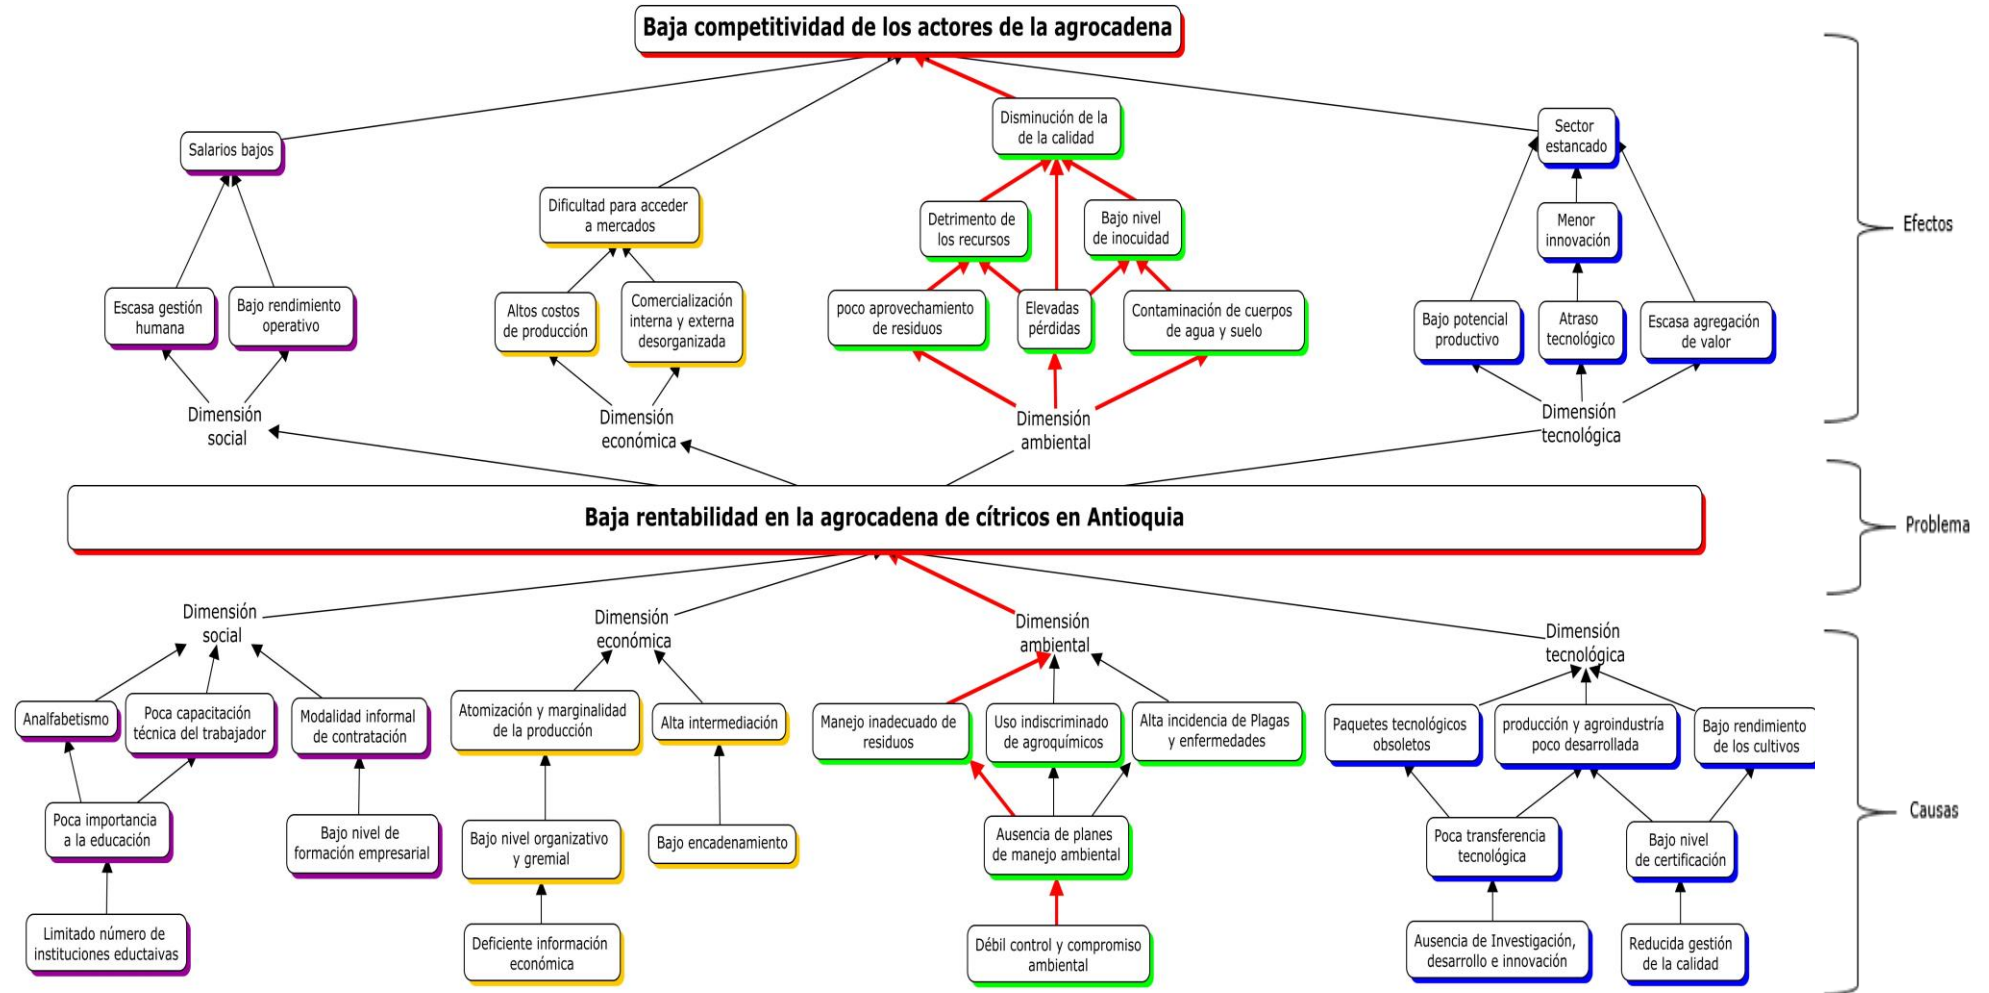 Baja competitividad de los actores de la agrocadena
Disminución de la
de la calidad
Sector
estancado
Salarios bajos
Dificultad para acceder
a mercados
Detrimento de
los recursos
Bajo nivel
de inocuidad
Menor
innovación
Efectos
Escasa gestión
humana
Bajo rendimiento
operativo
Altos costos
de producción
Comercialización
interna y externa
desorganizada
poco aprovechamiento
de residuos
Elevadas
pérdidas
Contaminación de cuerpos
de agua y suelo
Bajo potencial
productivo
Atraso
tecnológico
Escasa agregación
de valor
Dimensión
social
Dimensión
económica
Dimensión
ambiental
Dimensión
tecnológica
Baja rentabilidad en la agrocadena de cítricos en Antioquia
Problema
Dimensión
social
Dimensión
económica
Dimensión
ambiental
Dimensión
tecnológica
Analfabetismo
Poca capacitación
técnica del trabajador
Modalidad informal
de contratación
Atomización y marginalidad
de la producción
Alta intermediación
Manejo inadecuado de
residuos
Uso indiscriminado
de agroquímicos
Alta incidencia de Plagas
y enfermedades
Paquetes tecnológicos
obsoletos
producción y agroindustría
poco desarrollada
Bajo rendimiento
de los cultivos
Causas
Poca importancia
a la educación
Bajo nivel de
formación empresarial
Bajo nivel organizativo
y gremial
Bajo encadenamiento
Ausencia de planes
de manejo ambiental
Poca transferencia
tecnológica
Bajo nivel
de certificación
Limitado número de
instituciones eductaivas
Deficiente información
económica
Débil control y compromiso
ambiental
Ausencia de Investigación,
desarrollo e innovación
Reducida gestión
de la calidad